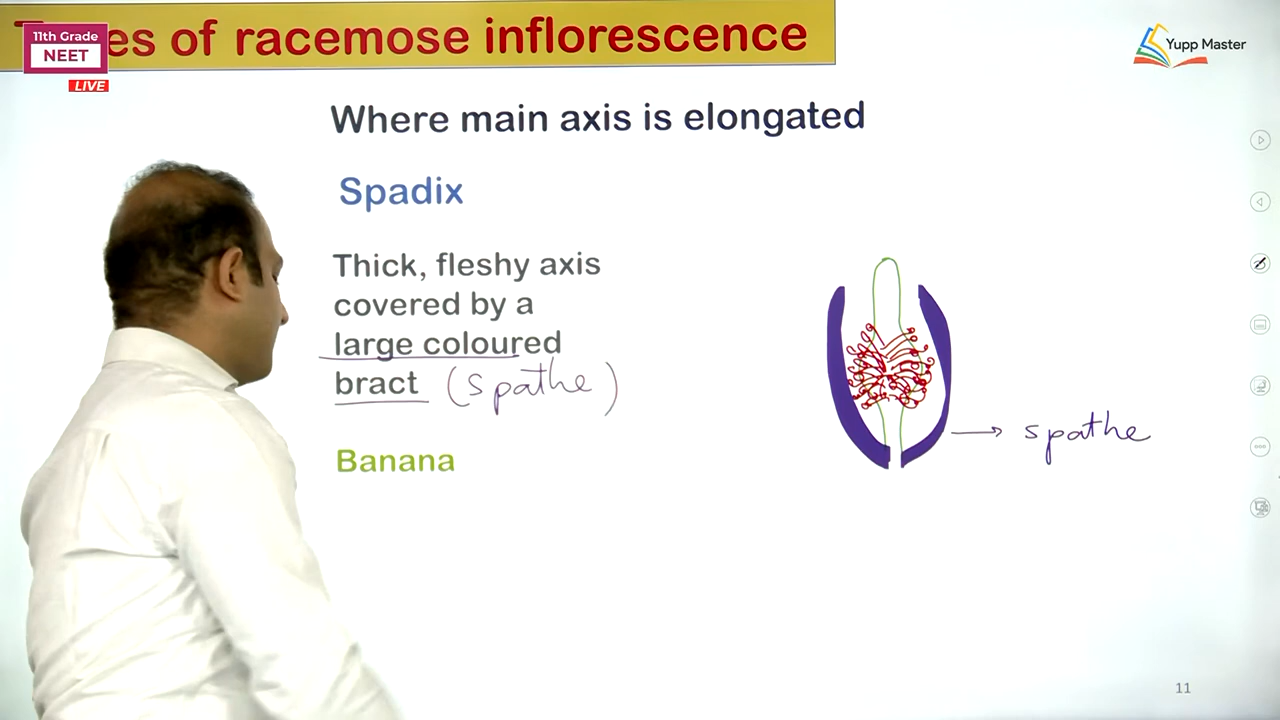 11th Grade
NEET
LIVE
es of racemose inflorescence
Yupp Master
Where main axis is elongated
Spadix
Thick, fleshy axis
covered by a
large coloured
bract (spathe)
spathe
Banana
11